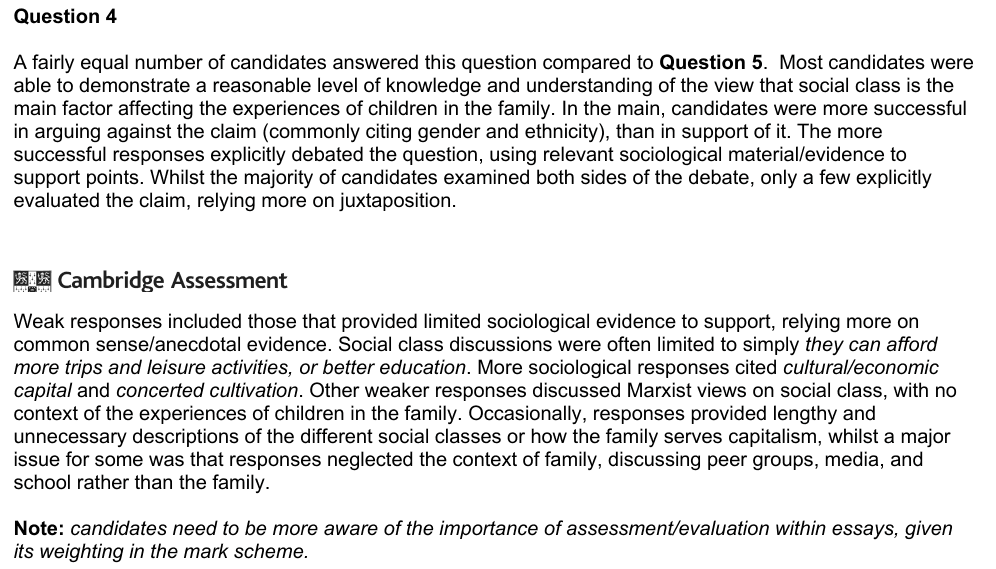 Question 4
A fairly equal number of candidates answered this question compared to Question 5.  Most candidates were
able to demonstrate a reasonable level of knowledge and understanding of the view that social class is the
main factor affecting the experiences of children in the family. In the main, candidates were more successful
in arguing against the claim (commonly citing gender and ethnicity), than in support of it. The more
successful responses explicitly debated the question, using relevant sociological material/evidence to
support points. Whilst the majority of candidates examined both sides of the debate, only a few explicitly
evaluated the claim, relying more on juxtaposition.
Cambridge Assessment
Weak responses included those that provided limited sociological evidence to support, relying more on
common sense/anecdotal evidence. Social class discussions were often limited to simply they can afford
more trips and leisure activities, or better education. More sociological responses cited cultural/economic
capital and concerted cultivation. Other weaker responses discussed Marxist views on social class, with no
context of the experiences of children in the family. Occasionally, responses provided lengthy and
unnecessary descriptions of the different social classes or how the family serves capitalism, whilst a major
issue for some was that responses neglected the context of family, discussing peer groups, media, and
school rather than the family.
Note: candidates need to be more aware of the importance of assessment/evaluation within essays, given
its weighting in the mark scheme.